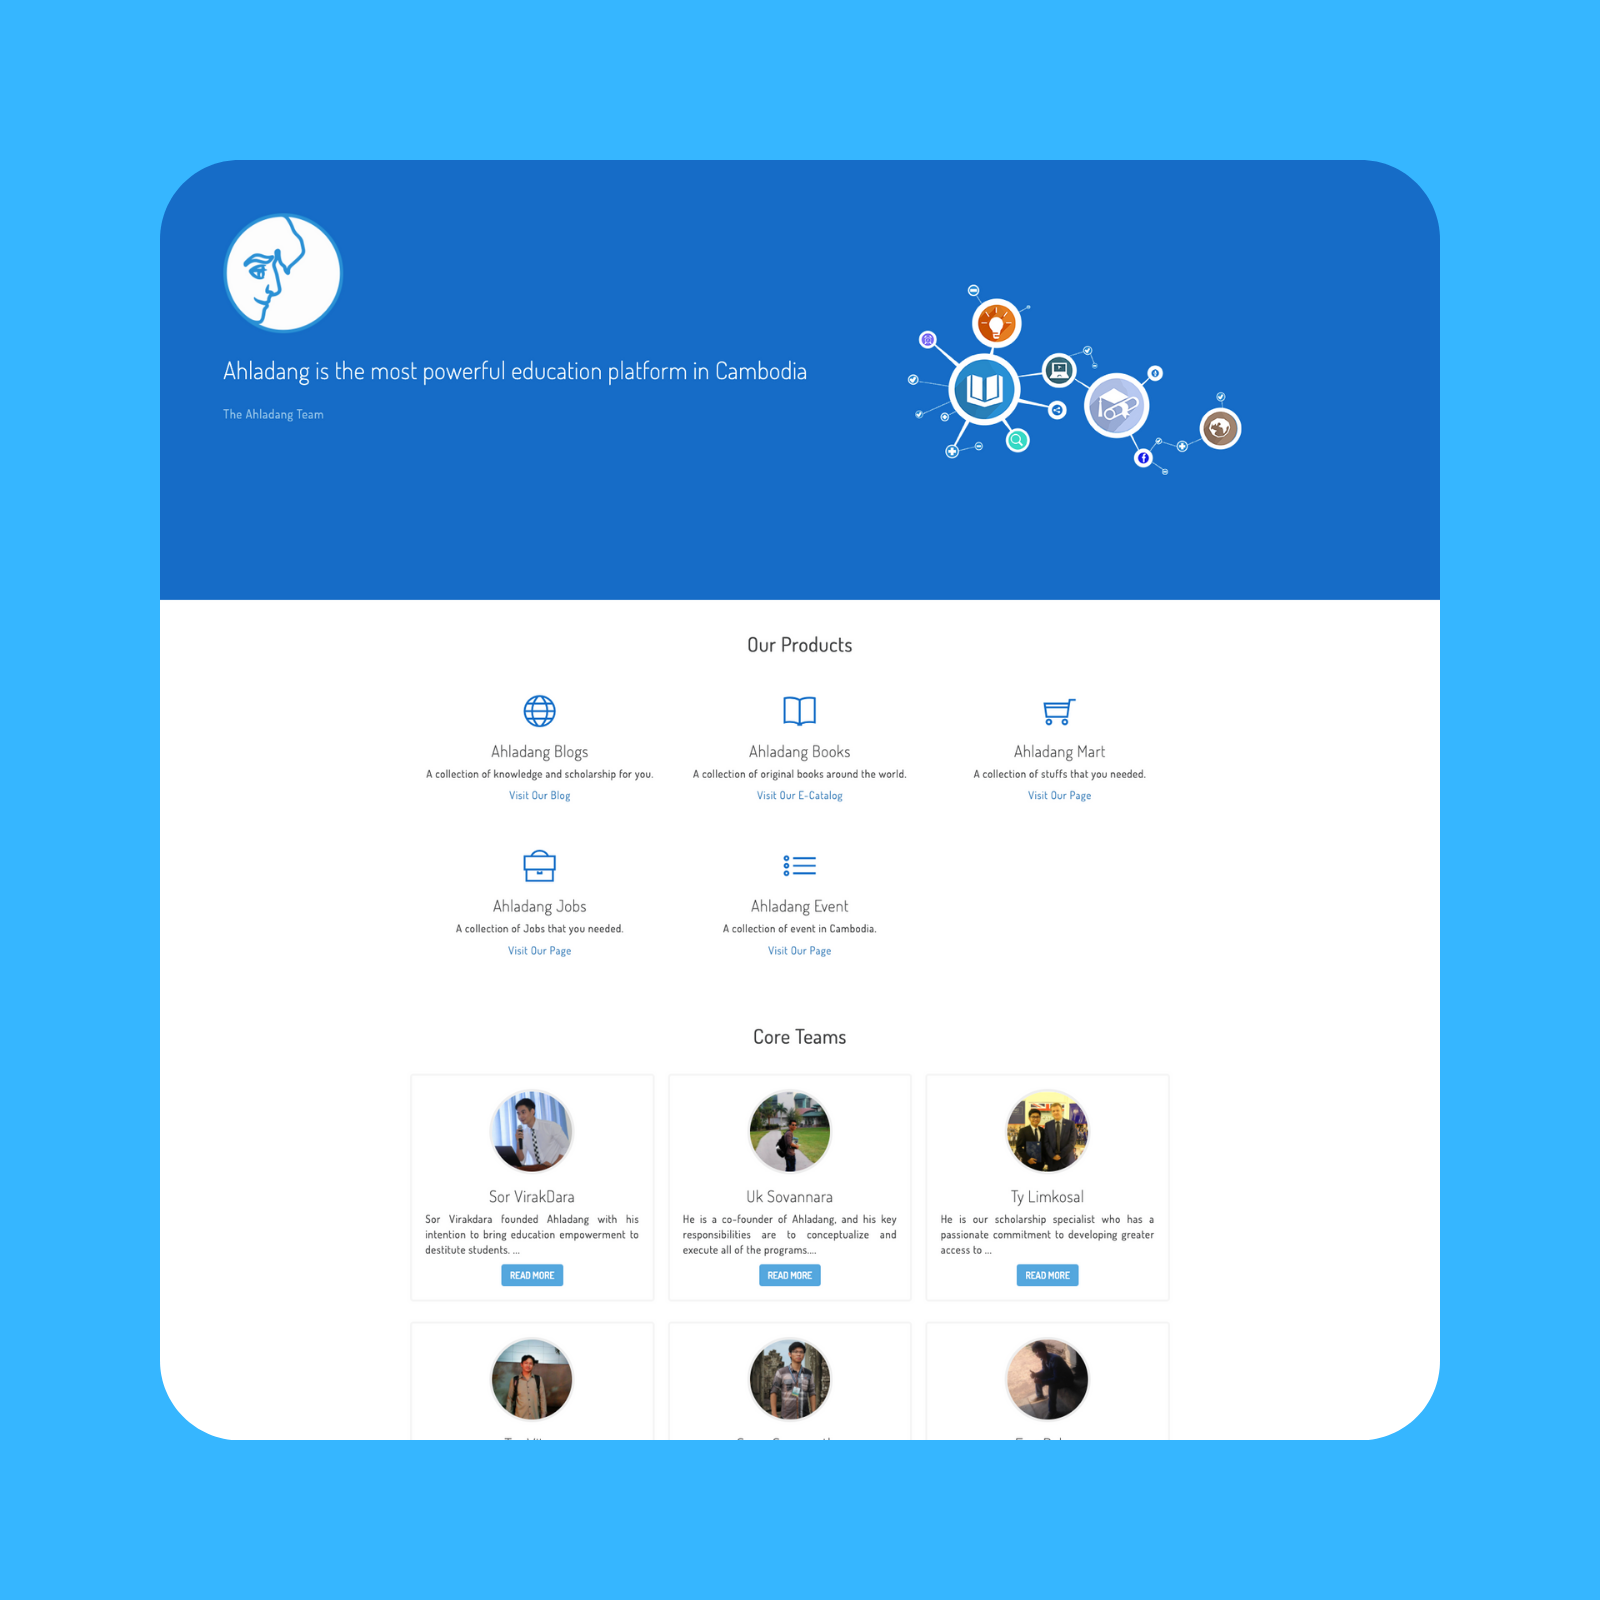 Ahladang is the most powerful education platform in Cambodia
The Ahladang Team
Our Products
Ahladang Blogs
A collection of knowledge and scholarship for you.
Visit Our Blog
Ahladang Books
A collection of original books around the world.
Visit Our E-Catalog
Ahladang Mart
A collection of stuffs that you needed.
Visit Our Page
Ahladang Jobs
A collection of Jobs that you needed.
Visit Our Page
Ahladang Event
A collection of event in Cambodia.
Visit Our Page
Core Teams
Sor VirakDara
Sor Virakdara founded Ahladang with his
intention to bring education empowerment to
destitute students. ...
READ MORE
Uk Sovannara
He is a co-founder of Ahladang, and his key
responsibilities are to conceptualize and
execute all of the programs....
READ MORE
Ty Limkosal
He is our scholarship specialist who has a
passionate commitment to developing greater
access to ...
READ MORE